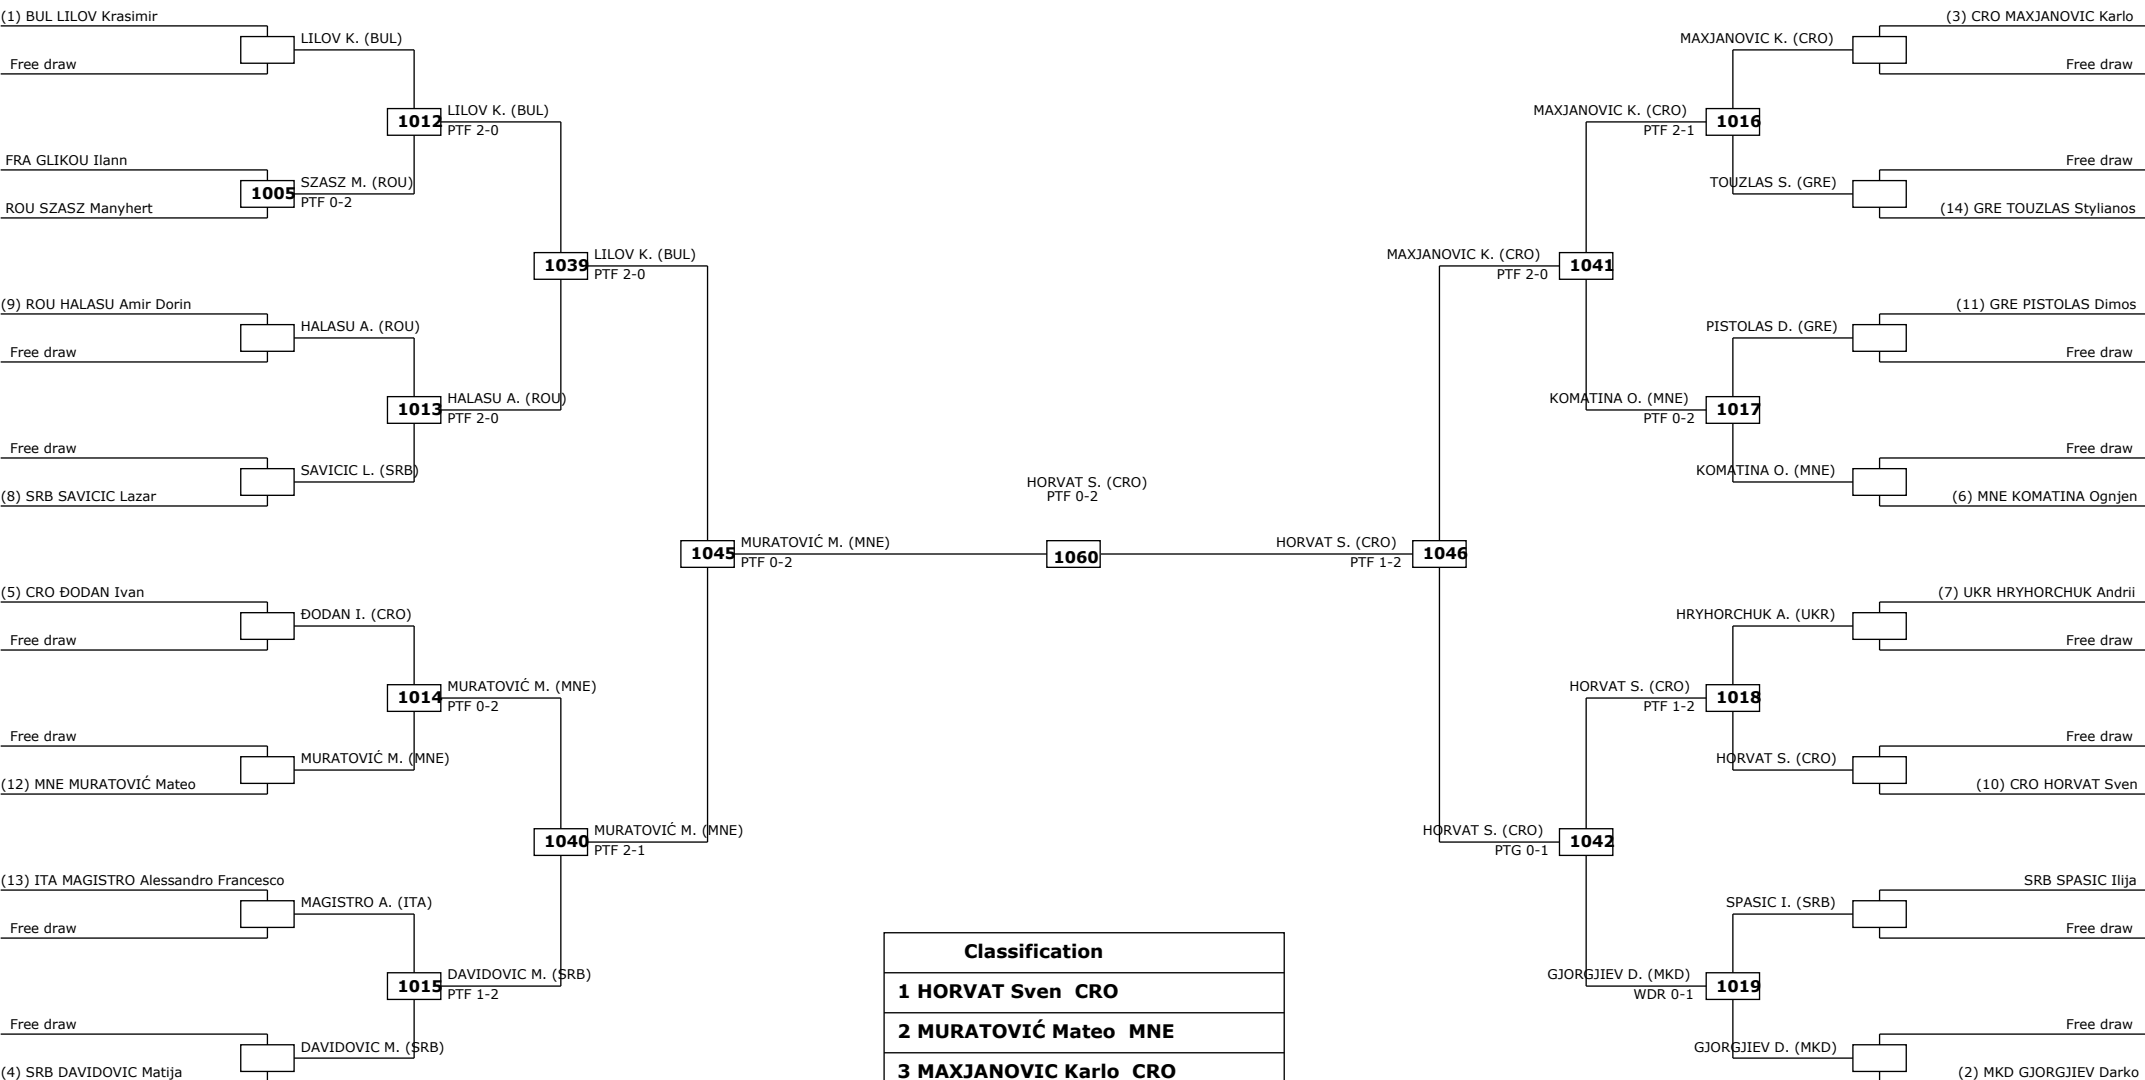 (1) BUL LILOV Krasimir
LILOV K. (BUL)
Free draw
1012
LILOV K. (BUL)
PTF 2-0
FRA GLIKOU Ilann
1005
SZASZ M. (ROU)
PTF 0-2
ROU SZASZ Manyhert
1039
LILOV K. (BUL)
PTF 2-0
(9) ROU HALASU Amir Dorin
HALASU A. (ROU)
Free draw
1013
HALASU A. (ROU)
PTF 2-0
Free draw
SAVICIC L. (SRB)
(8) SRB SAVICIC Lazar
1045
MURATOVIĆ M. (MNE)
PTF 0-2
(5) CRO ĐODAN Ivan
ĐODAN I. (CRO)
Free draw
1014
MURATOVIĆ M. (MNE)
PTF 0-2
Free draw
MURATOVIĆ M. (MNE)
(12) MNE MURATOVIĆ Mateo
1040
MURATOVIĆ M. (MNE)
PTF 2-1
(13) ITA MAGISTRO Alessandro Francesco
MAGISTRO A. (ITA)
Free draw
1015
DAVIDOVIC M. (SRB)
PTF 1-2
Free draw
DAVIDOVIC M. (SRB)
(4) SRB DAVIDOVIC Matija
HORVAT S. (CRO)
PTF 0-2
1060
(3) CRO MAXJANOVIC Karlo
MAXJANOVIC K. (CRO)
Free draw
MAXJANOVIC K. (CRO)
PTF 2-1
1016
Free draw
TOUZLAS S. (GRE)
(14) GRE TOUZLAS Stylianos
MAXJANOVIC K. (CRO)
PTF 2-0
1041
(11) GRE PISTOLAS Dimos
PISTOLAS D. (GRE)
Free draw
KOMATINA O. (MNE)
PTF 0-2
1017
Free draw
KOMATINA O. (MNE)
(6) MNE KOMATINA Ognjen
HORVAT S. (CRO)
PTF 1-2
1046
(7) UKR HRYHORCHUK Andrii
HRYHORCHUK A. (UKR)
Free draw
HORVAT S. (CRO)
PTF 1-2
1018
Free draw
HORVAT S. (CRO)
(10) CRO HORVAT Sven
HORVAT S. (CRO)
PTG 0-1
1042
SRB SPASIC Ilija
SPASIC I. (SRB)
Free draw
GJORGJIEV D. (MKD)
WDR 0-1
1019
Free draw
GJORGJIEV D. (MKD)
(2) MKD GJORGJIEV Darko
Classification
1 HORVAT Sven CRO
2 MURATOVIĆ Mateo MNE
3 MAXJANOVIC Karlo CRO